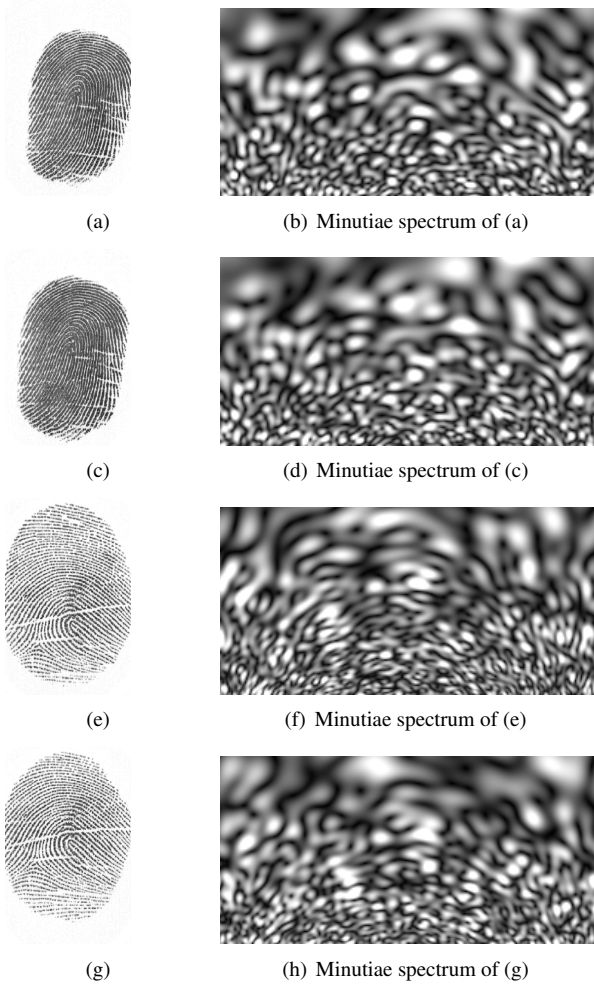 (a)
(b) Minutiae spectrum of (a)
(c)
(d) Minutiae spectrum of (c)
(e)
(f) Minutiae spectrum of (e)
(g)
(h) Minutiae spectrum of (g)